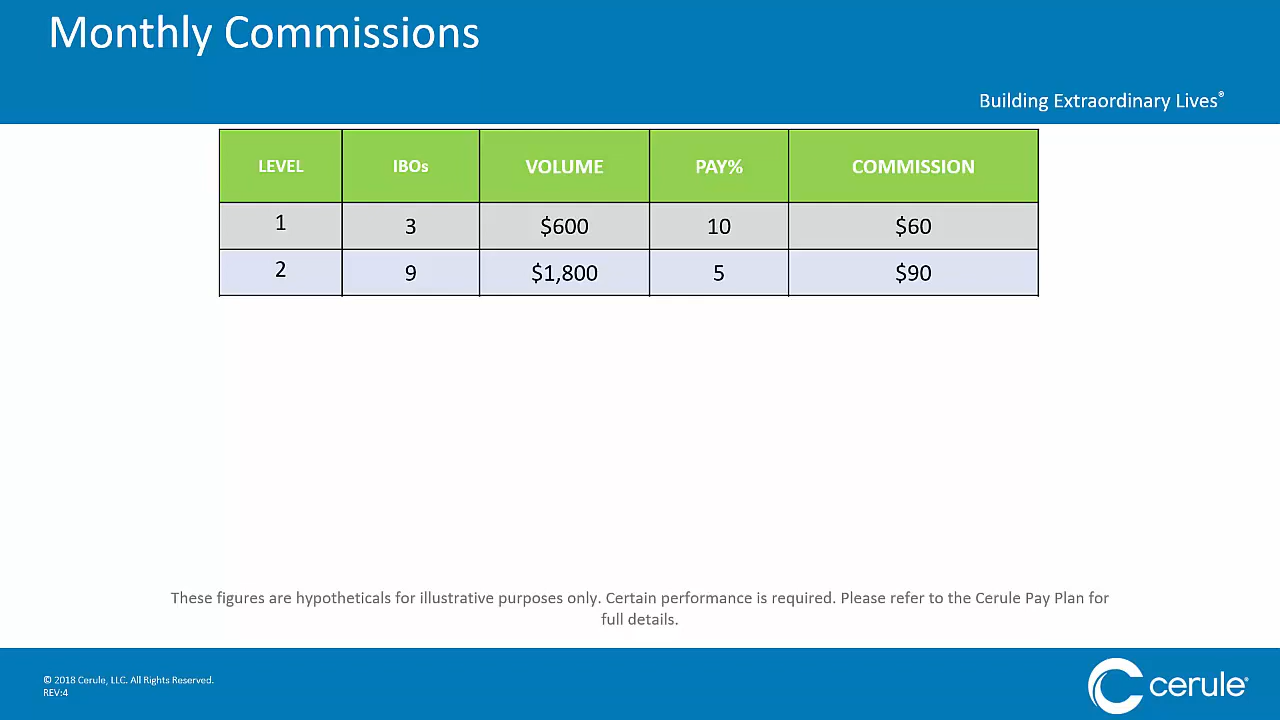 Monthly Commissions
Building Extraordinary Lives®
LEVEL IBOs VOLUME PAY% COMMISSION
1 3 $600 10 $60
2 9 $1,800 5 $90
These figures are hypotheticals for illustrative purposes only. Certain performance is required. Please refer to the Cerule Pay Plan for
full details.
© 2018 Cerule, LLC. All Rights Reserved.
REV:4
cerule®